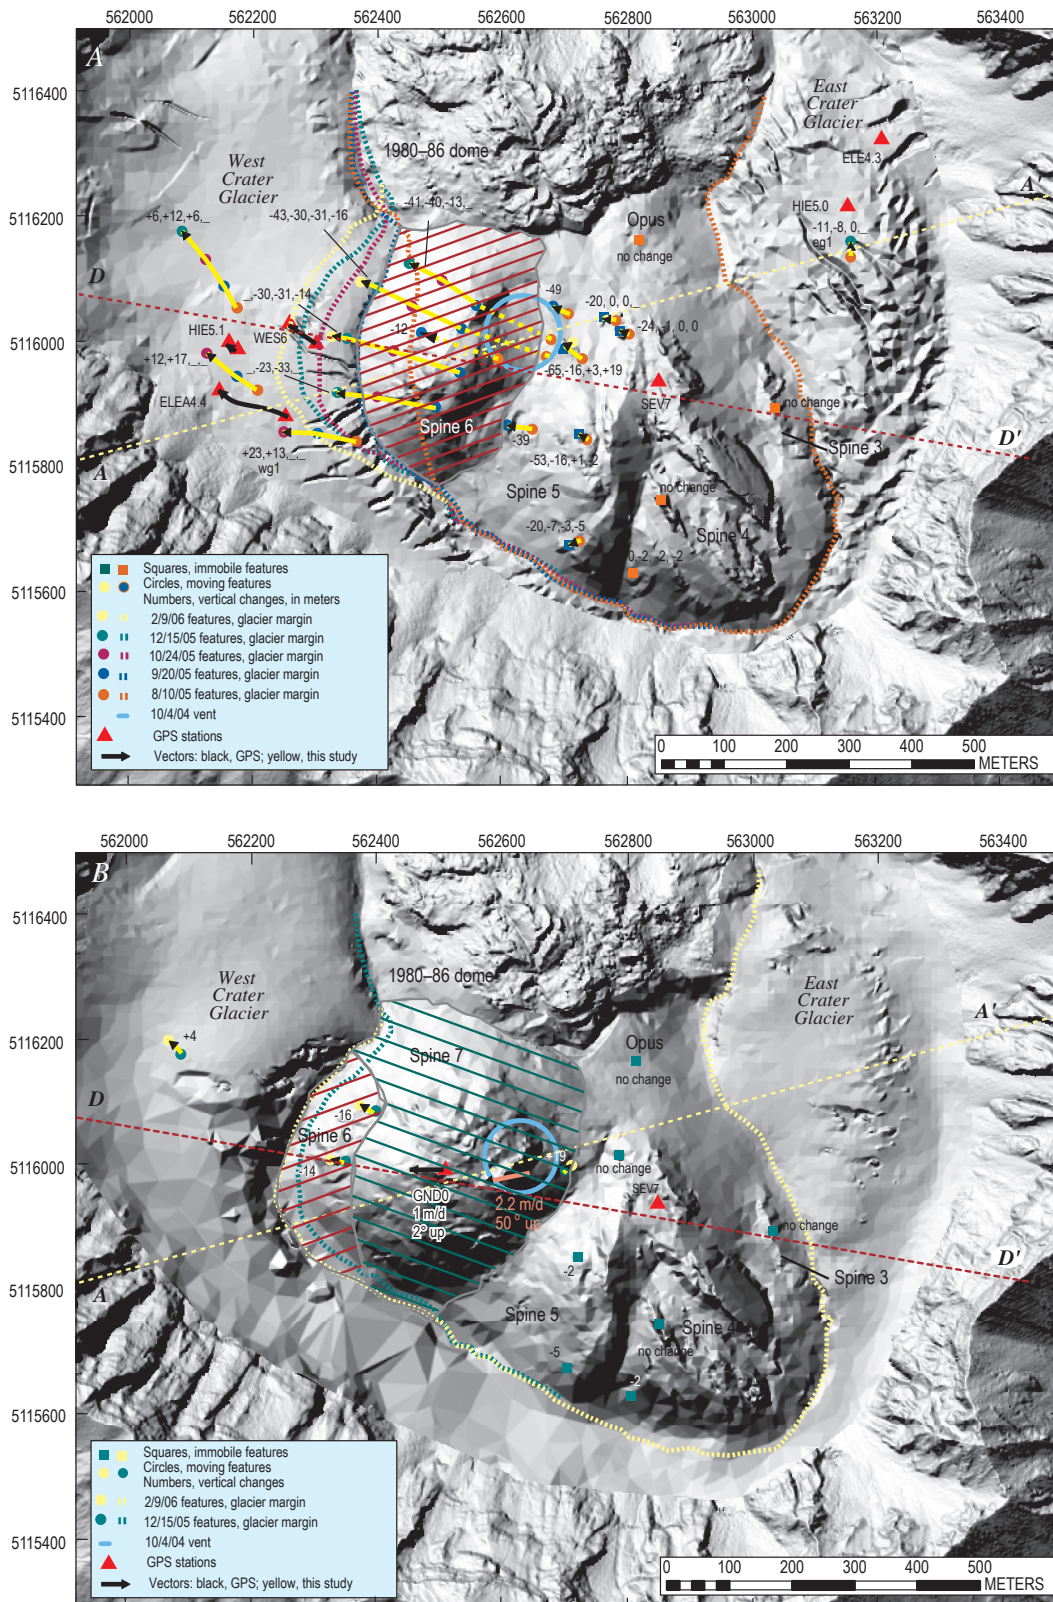 562000 562200 562400 562600 562800 563000 563200 563400
A
5116400
5116200
5116000
5115800
5115600
5115400
East
Crater
Glacier
ELE4.3
1980–86 dome
West
Crater
Glacier
-41,-40,-13,_
-43,-30,-31,-16
+6,+12,+6,_
A'
HIE5.0
-11,-8, 0,_
eg1
Opus
no change
D
_,-30,-31,-14
-49
-20, 0, 0,_
-24, -1, 0, 0
HIE5.1
WES6
-12
+12,+17,_,_
_,-23,-33,_
-65,-16,+3,+19
SEV7
ELEA4.4
no change
Spine 6
-39
D'
Spine 3
+23,+13,_,_
wg1
-53,-16,+1,-2
A
Spine 5
no change
-20,-7,-3,-5
Spine 4
0,-2, -2, -2
Squares, immobile features
Circles, moving features
Numbers, vertical changes, in meters
2/9/06 features, glacier margin
12/15/05 features, glacier margin
10/24/05 features, glacier margin
9/20/05 features, glacier margin
8/10/05 features, glacier margin
10/4/04 vent
GPS stations
Vectors: black, GPS; yellow, this study
0 100 200 300 400 500
METERS
562000 562200 562400 562600 562800 563000 563200 563400
B
5116400
5116200
5116000
5115800
5115600
5115400
1980–86 dome
West
Crater
Glacier
East
Crater
Glacier
A'
+4
Spine 7
Opus
no change
D
-16
Spine 6
14
+19
no change
GND0
1 m/d
2° up
2.2 m/d
50° up
SEV7
no change
-2
D'
Spine 3
A
Spine 5
Spine 4
no change
-5
-2
Squares, immobile features
Circles, moving features
Numbers, vertical changes
2/9/06 features, glacier margin
12/15/05 features, glacier margin
10/4/04 vent
GPS stations
Vectors: black, GPS; yellow, this study
0 100 200 300 400 500
METERS